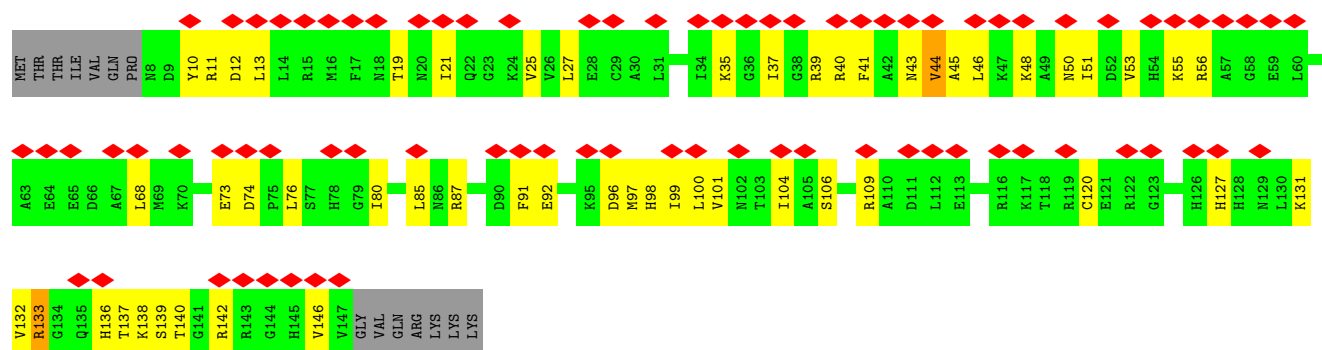 MET THR THR ILE VAL GLN PRO N8 D9 Y10 R11 D12 L13 L14 R15 M16 F17 N18 T19 N20 I21 Q22 G23 K24 V25 V26 L27 E28 C29 A30 L31 I34 K35 G36 I37 G38 R39 R40 F41 A42 N43 V44 A45 L46 K47 K48 A49 N50 I51 D52 V53 H54 K55 R56 A57 G58 E59 L60
A63 E64 E65 D66 A67 L68 M69 K70 E73 D74 P75 L76 S77 H78 G79 I80 L85 N86 R87 D90 F91 E92 K95 D96 M97 H98 I99 L100 V101 N102 T103 I104 A105 S106 R109 A110 D111 L112 E113 R116 K117 T118 R119 C120 E121 R122 G123 H126 H127 H128 N129 L130 K131
V132 R133 G134 Q135 H136 T137 K138 S139 T140 G141 R142 R143 G144 H145 V146 V147 GLY VAL GLN ARG LYS LYS LYS